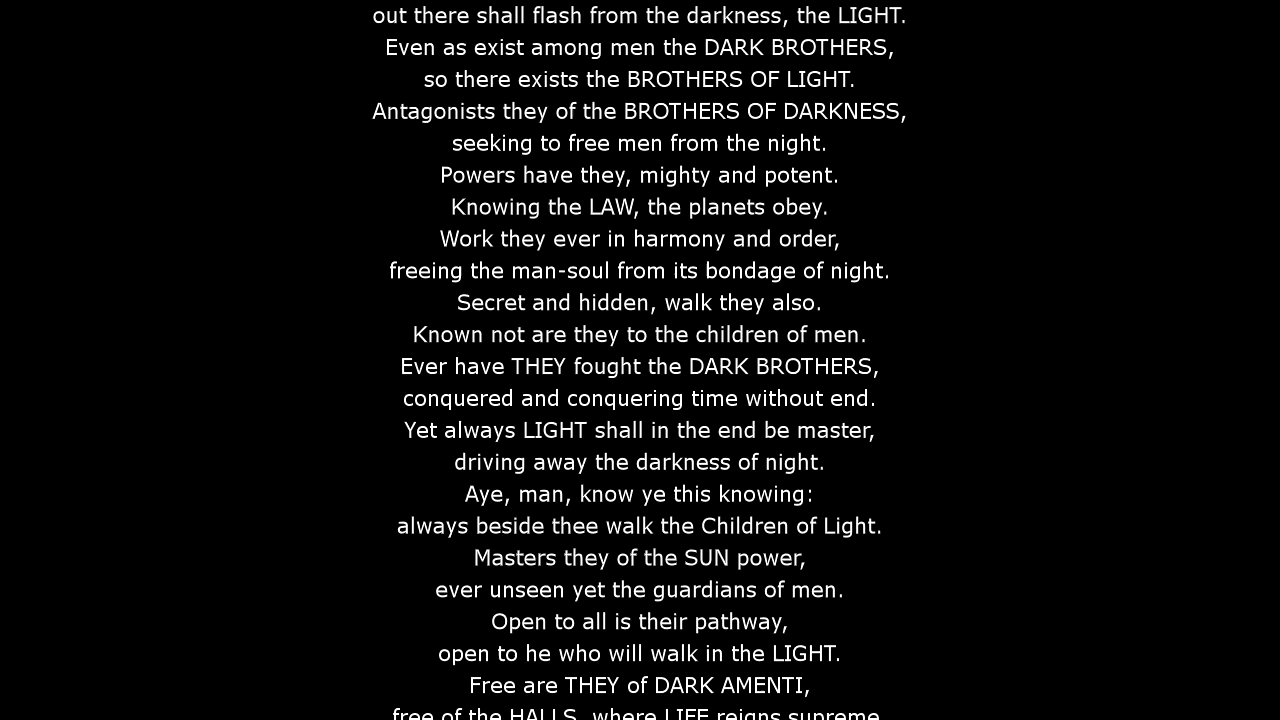 out there shall flash from the darkness, the LIGHT.
Even as exist among men the DARK BROTHERS,
so there exists the BROTHERS OF LIGHT.
Antagonists they of the BROTHERS OF DARKNESS,
seeking to free men from the night.
Powers have they, mighty and potent.
Knowing the LAW, the planets obey.
Work they ever in harmony and order,
freeing the man-soul from its bondage of night.
Secret and hidden, walk they also.
Known not are they to the children of men.
Ever have THEY fought the DARK BROTHERS,
conquered and conquering time without end.
Yet always LIGHT shall in the end be master,
driving away the darkness of night.
Aye, man, know ye this knowing:
always beside thee walk the Children of Light.
Masters they of the SUN power,
ever unseen yet the guardians of men.
Open to all is their pathway,
open to he who will walk in the LIGHT.
Free are THEY of DARK AMENTI,
free of the HALLS, where LIFE reigns supreme.